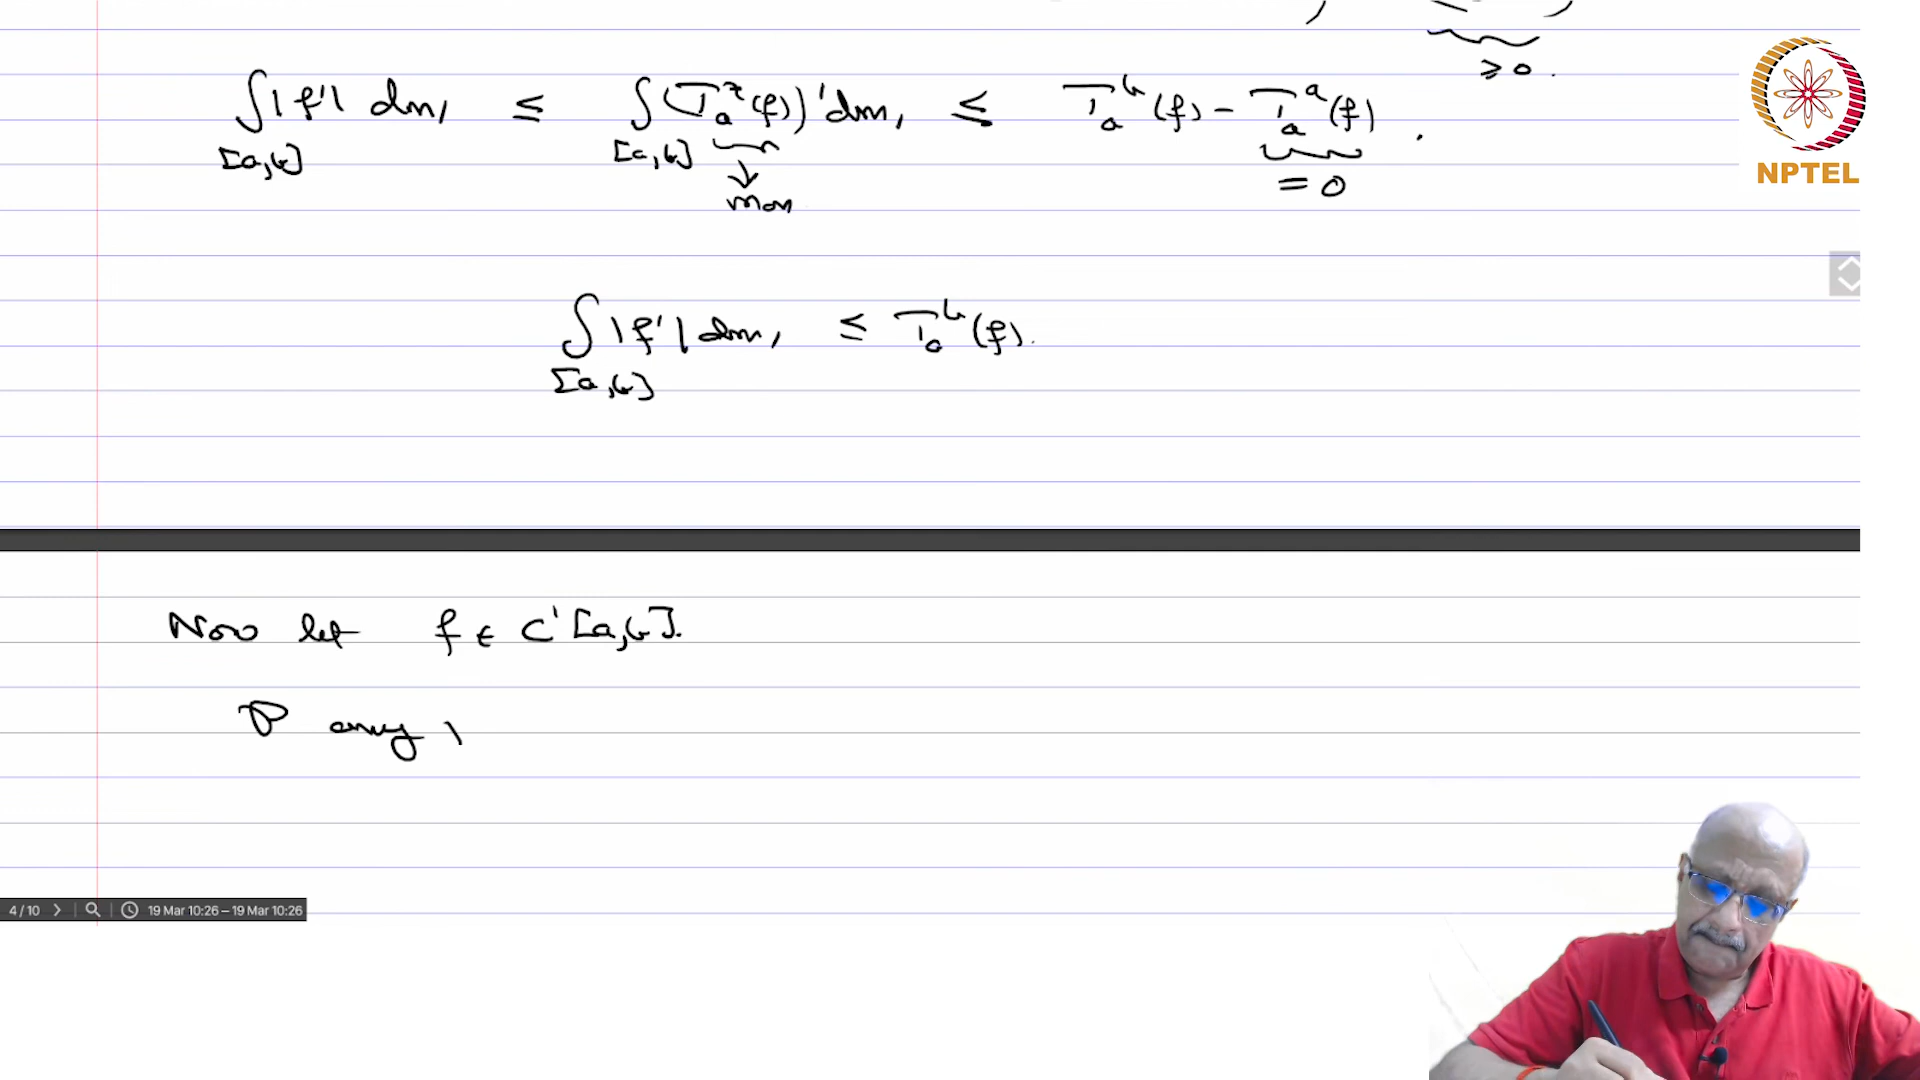 ≥ 0 .
∫|f'| dm₁ ≤ ∫(T_a^x(f))' dm₁ ≤ T_a^b(f) - T_a^a(f) .
[a,b] [a,b]
↓ = 0
mon
NPTEL
∫|f'| dm₁ ≤ T_a^b(f).
[a,b]
Now let f ∈ C'[a,b].
P any
4 / 10 19 Mar 10:26 – 19 Mar 10:26